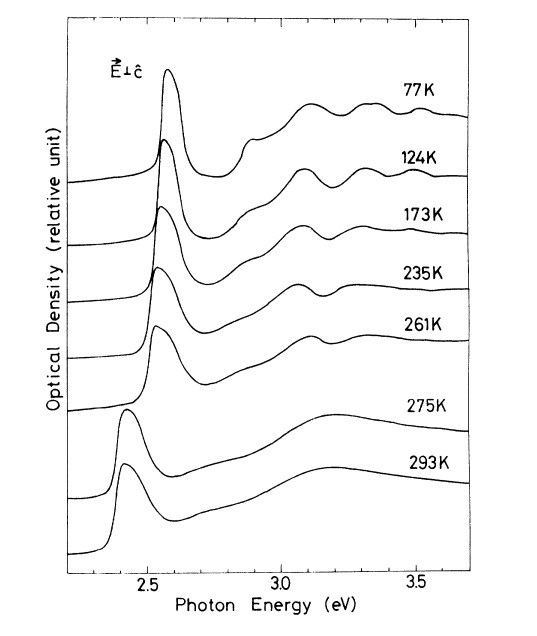 E⃗⊥ĉ
77K
124K
173K
235K
261K
275K
293K
Optical Density (relative unit)
2.5 3.0 3.5
Photon Energy (eV)